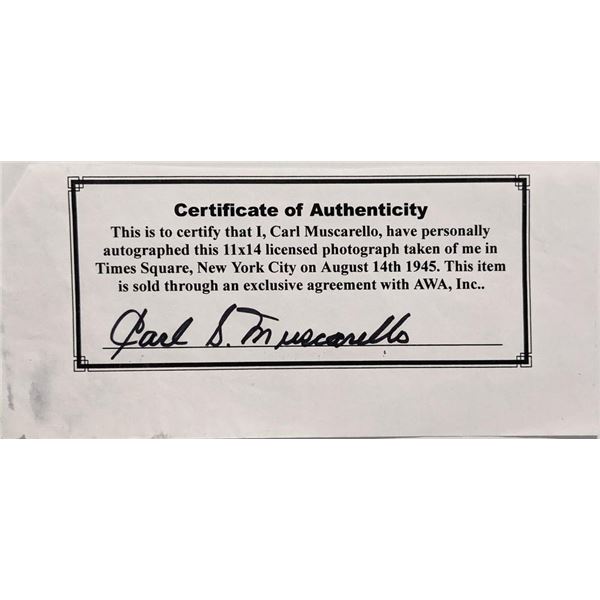 Certificate of Authenticity
This is to certify that I, Carl Muscarello, have personally
autographed this 11x14 licensed photograph taken of me in
Times Square, New York City on August 14th 1945. This item
is sold through an exclusive agreement with AWA, Inc..
Carl S. Muscarello